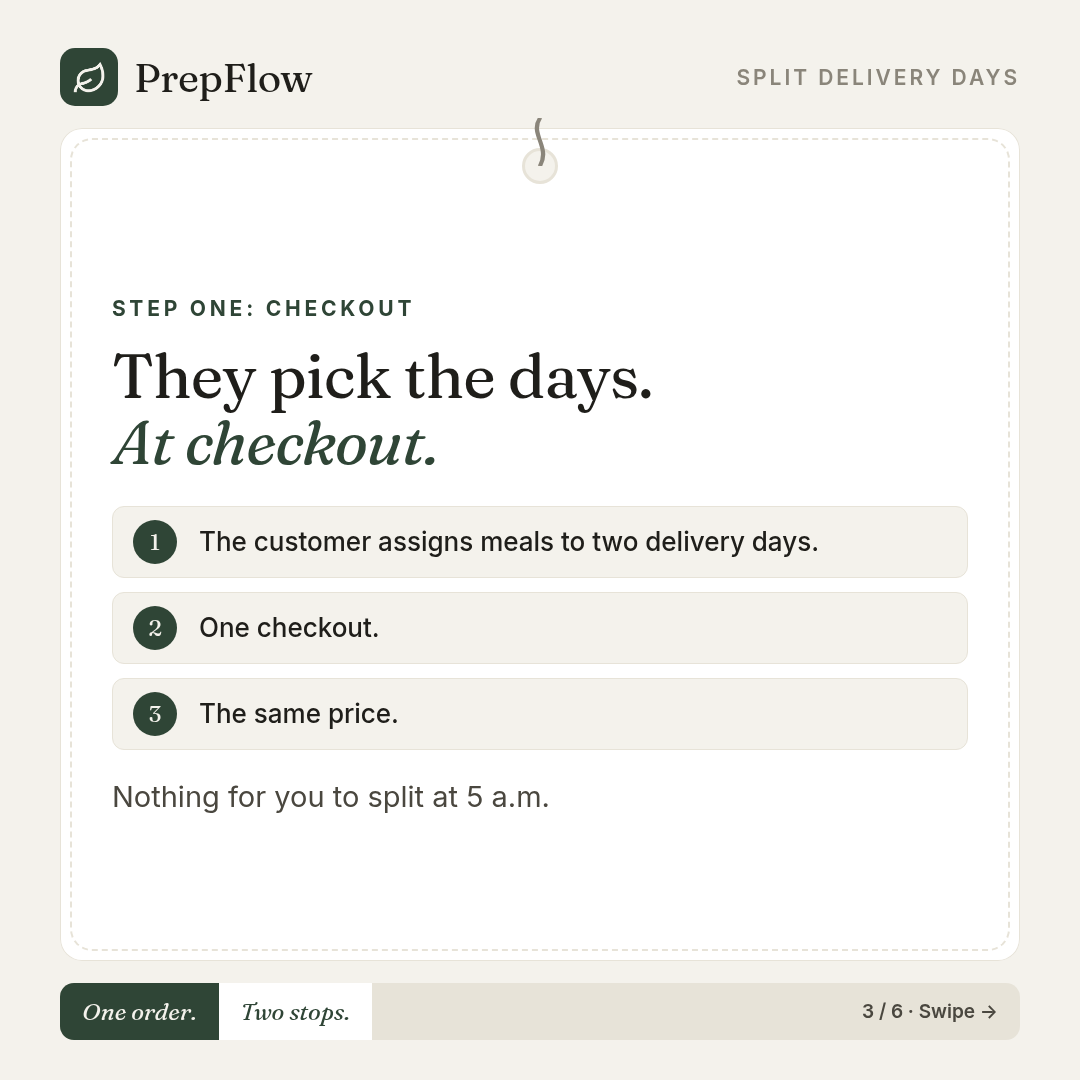 PrepFlow
SPLIT DELIVERY DAYS
STEP ONE: CHECKOUT
They pick the days.
At checkout.
1 The customer assigns meals to two delivery days.
2 One checkout.
3 The same price.
Nothing for you to split at 5 a.m.
One order. Two stops.
3 / 6 · Swipe →